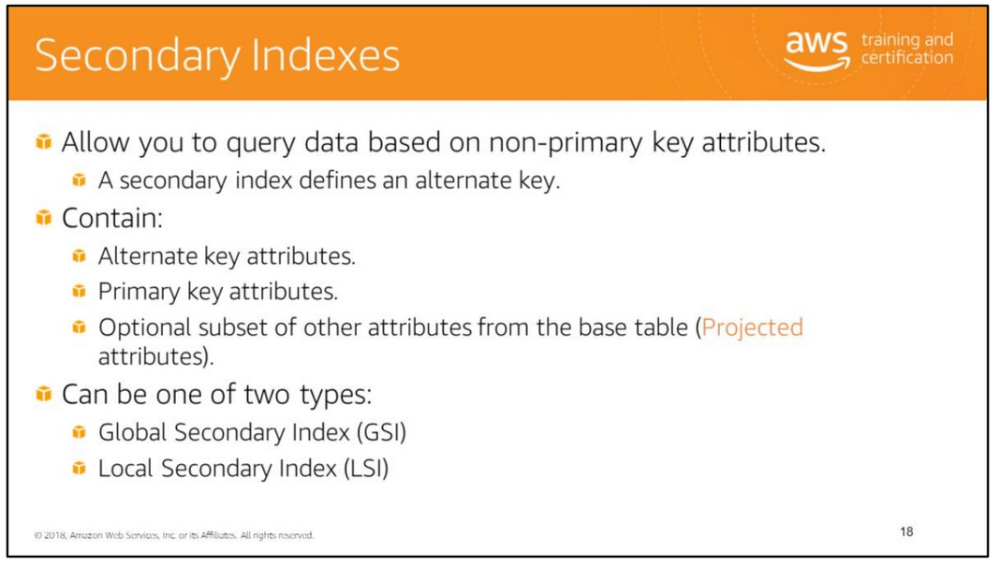 Secondary Indexes
aws training and
certification
Allow you to query data based on non-primary key attributes.
A secondary index defines an alternate key.
Contain:
Alternate key attributes.
Primary key attributes.
Optional subset of other attributes from the base table (Projected
attributes).
Can be one of two types:
Global Secondary Index (GSI)
Local Secondary Index (LSI)
© 2018, Amazon Web Services, Inc. or its Affiliates. All rights reserved.
18